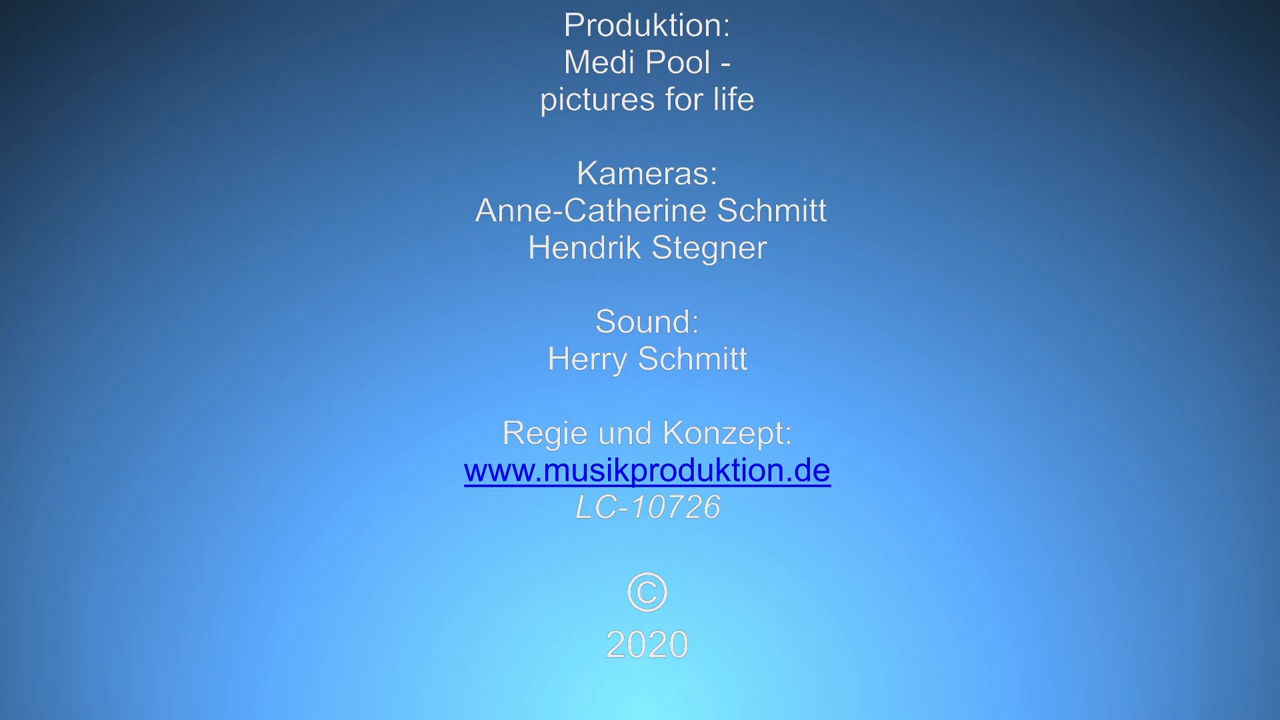 Produktion:
Medi Pool -
pictures for life
Kameras:
Anne-Catherine Schmitt
Hendrik Stegner
Sound:
Herry Schmitt
Regie und Konzept:
www.musikproduktion.de
LC-10726
©
2020